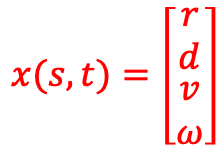 x(s, t) = [r
d
v
ω]